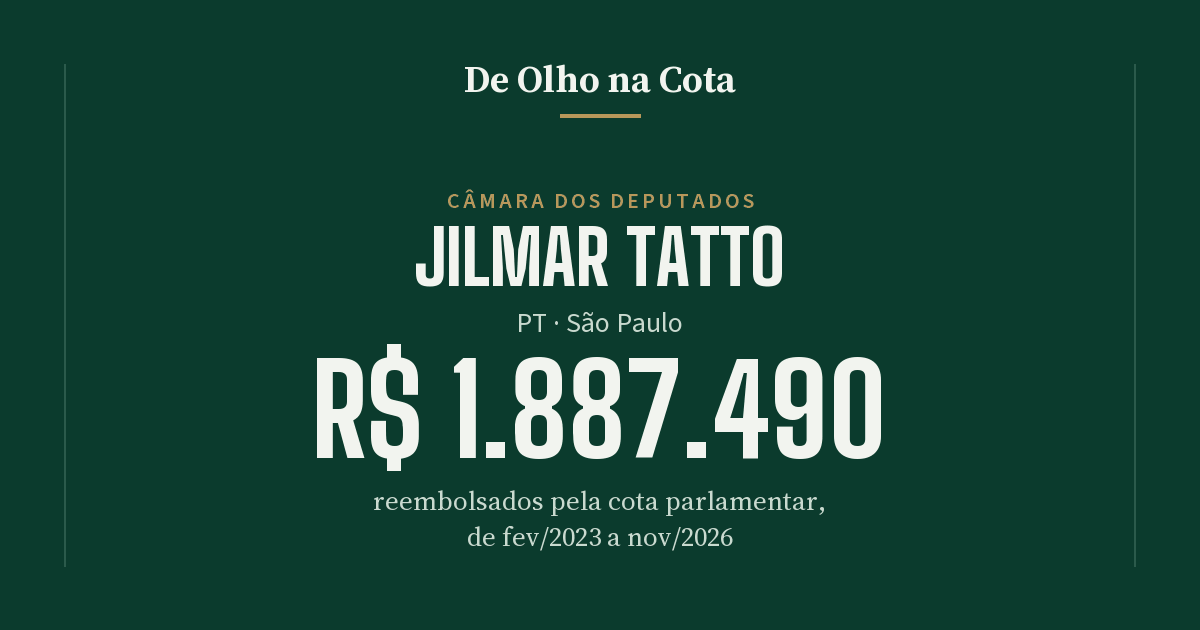 De Olho na Cota
CÂMARA DOS DEPUTADOS
JILMAR TATTO
PT · São Paulo
R$ 1.887.490
reembolsados pela cota parlamentar,
de fev/2023 a nov/2026